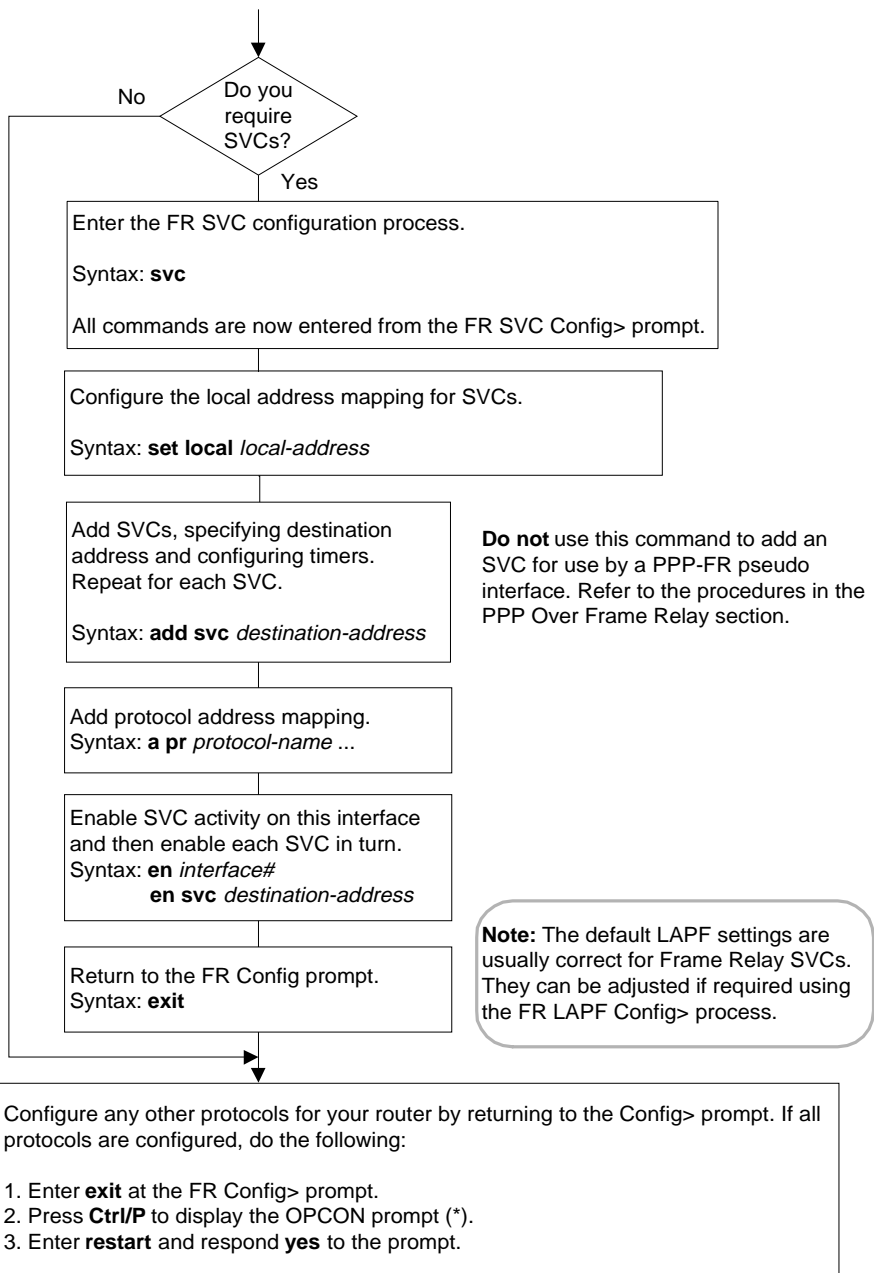 Do you
require
SVCs?
No
Yes
Enter the FR SVC configuration process.
Syntax: svc
All commands are now entered from the FR SVC Config> prompt.
Configure the local address mapping for SVCs.
Syntax: set local local-address
Add SVCs, specifying destination
address and configuring timers.
Repeat for each SVC.
Syntax: add svc destination-address
Do not use this command to add an
SVC for use by a PPP-FR pseudo
interface. Refer to the procedures in the
PPP Over Frame Relay section.
Add protocol address mapping.
Syntax: a pr protocol-name ...
Enable SVC activity on this interface
and then enable each SVC in turn.
Syntax: en interface#
en svc destination-address
Note: The default LAPF settings are
usually correct for Frame Relay SVCs.
They can be adjusted if required using
the FR LAPF Config> process.
Return to the FR Config prompt.
Syntax: exit
Configure any other protocols for your router by returning to the Config> prompt. If all
protocols are configured, do the following:
1. Enter exit at the FR Config> prompt.
2. Press Ctrl/P to display the OPCON prompt (*).
3. Enter restart and respond yes to the prompt.